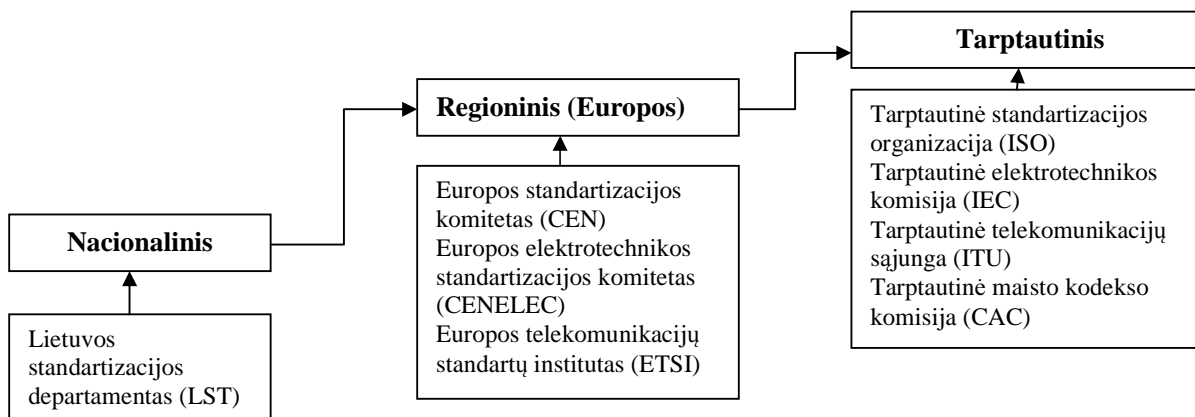 Nacionalinis
Lietuvos
standartizacijos
departamentas (LST)
Regioninis (Europos)
Europos standartizacijos
komitetas (CEN)
Europos elektrotechnikos
standartizacijos komitetas
(CENELEC)
Europos telekomunikacijų
standartų institutas (ETSI)
Tarptautinis
Tarptautinė standartizacijos
organizacija (ISO)
Tarptautinė elektrotechnikos
komisija (IEC)
Tarptautinė telekomunikacijų
sąjunga (ITU)
Tarptautinė maisto kodekso
komisija (CAC)